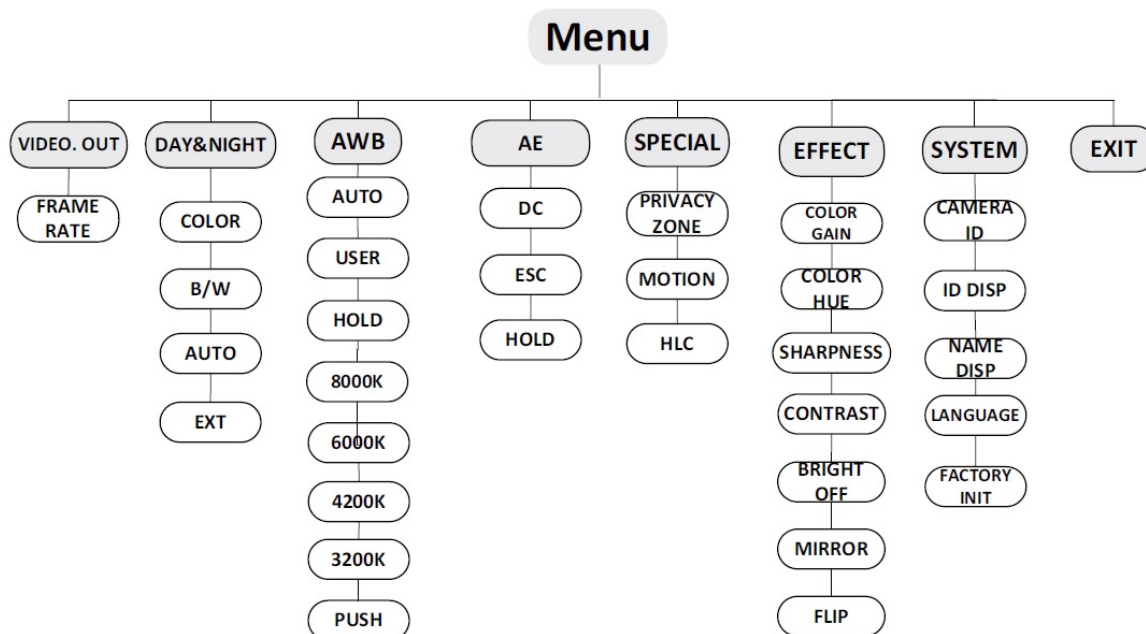 Menu
VIDEO. OUT
FRAME
RATE
DAY&NIGHT
COLOR
B/W
AUTO
EXT
AWB
AUTO
USER
HOLD
8000K
6000K
4200K
3200K
PUSH
AE
DC
ESC
HOLD
SPECIAL
PRIVACY
ZONE
MOTION
HLC
EFFECT
COLOR
GAIN
COLOR
HUE
SHARPNESS
CONTRAST
BRIGHT
OFF
MIRROR
FLIP
SYSTEM
CAMERA
ID
ID DISP
NAME
DISP
LANGUAGE
FACTORY
INIT
EXIT